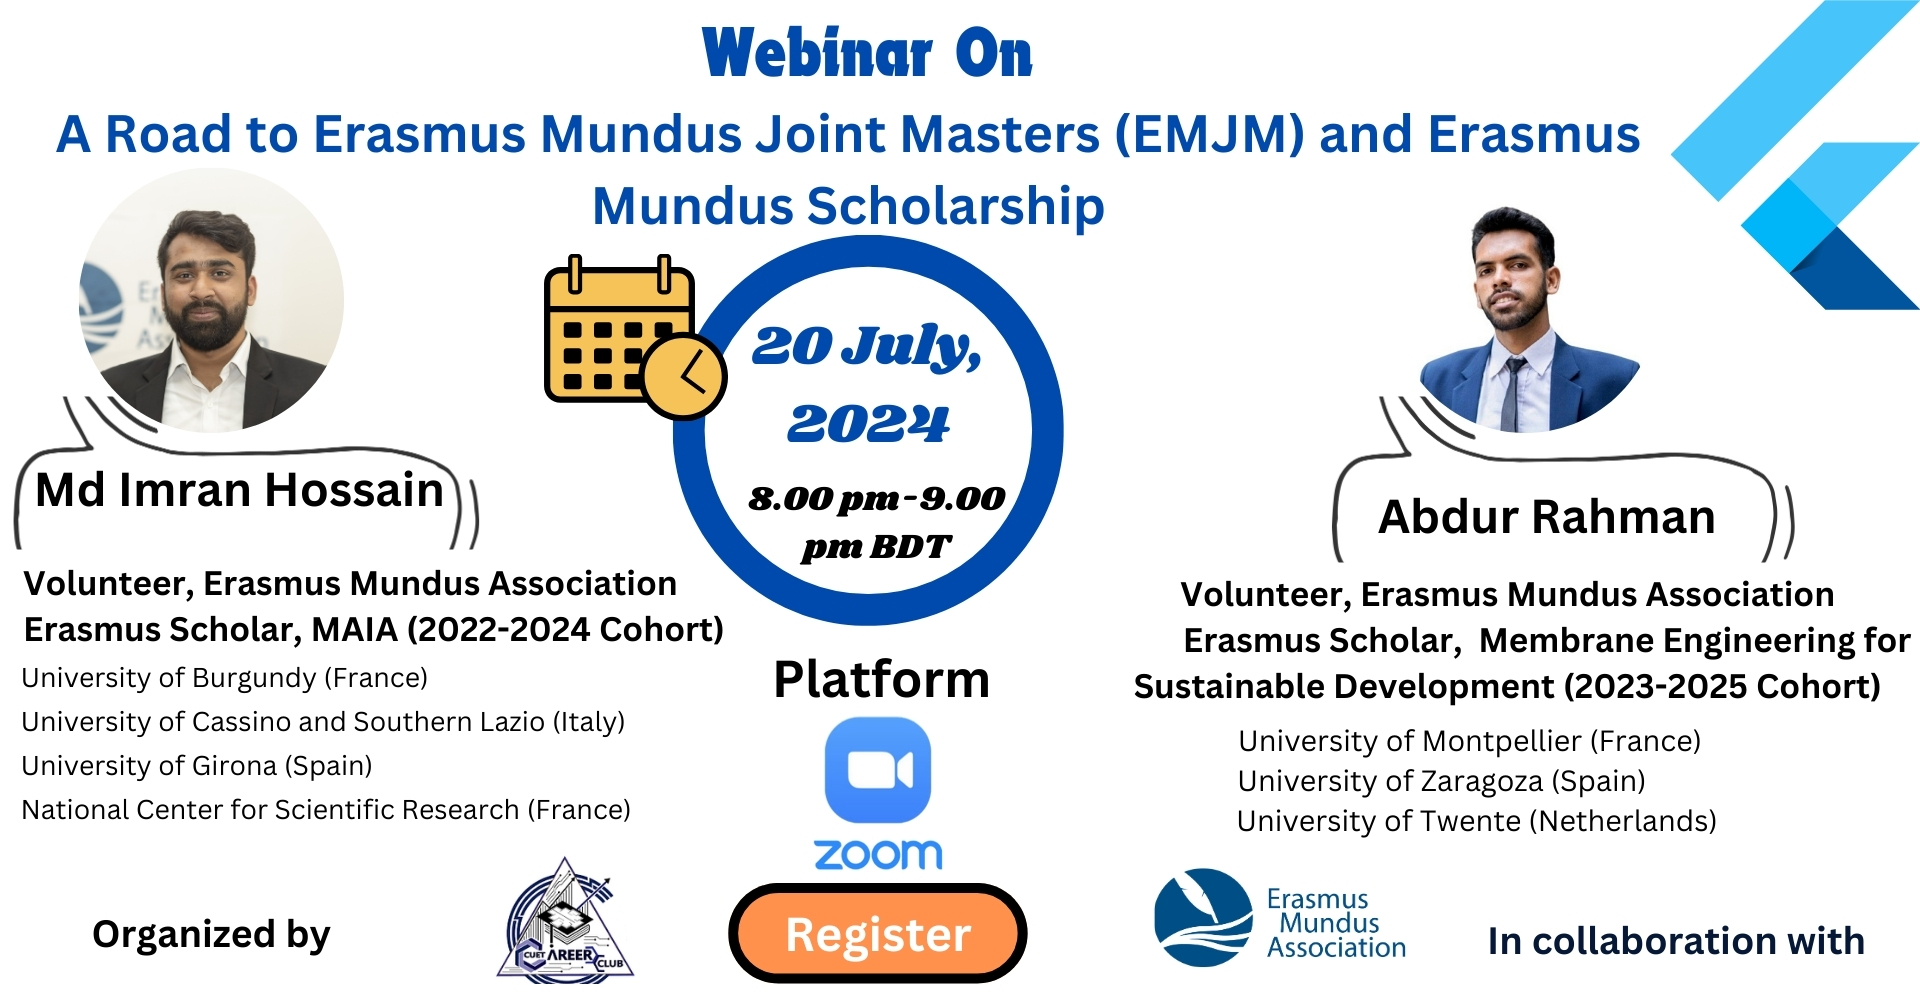 Webinar On
A Road to Erasmus Mundus Joint Masters (EMJM) and Erasmus
Mundus Scholarship
20 July,
2024
8.00 pm-9.00
pm BDT
Md Imran Hossain
Volunteer, Erasmus Mundus Association
Erasmus Scholar, MAIA (2022-2024 Cohort)
University of Burgundy (France)
University of Cassino and Southern Lazio (Italy)
University of Girona (Spain)
National Center for Scientific Research (France)
Abdur Rahman
Volunteer, Erasmus Mundus Association
Erasmus Scholar, Membrane Engineering for
Sustainable Development (2023-2025 Cohort)
University of Montpellier (France)
University of Zaragoza (Spain)
University of Twente (Netherlands)
Platform
zoom
Register
Organized by
CUET CAREER CLUB
Erasmus
Mundus
Association
In collaboration with